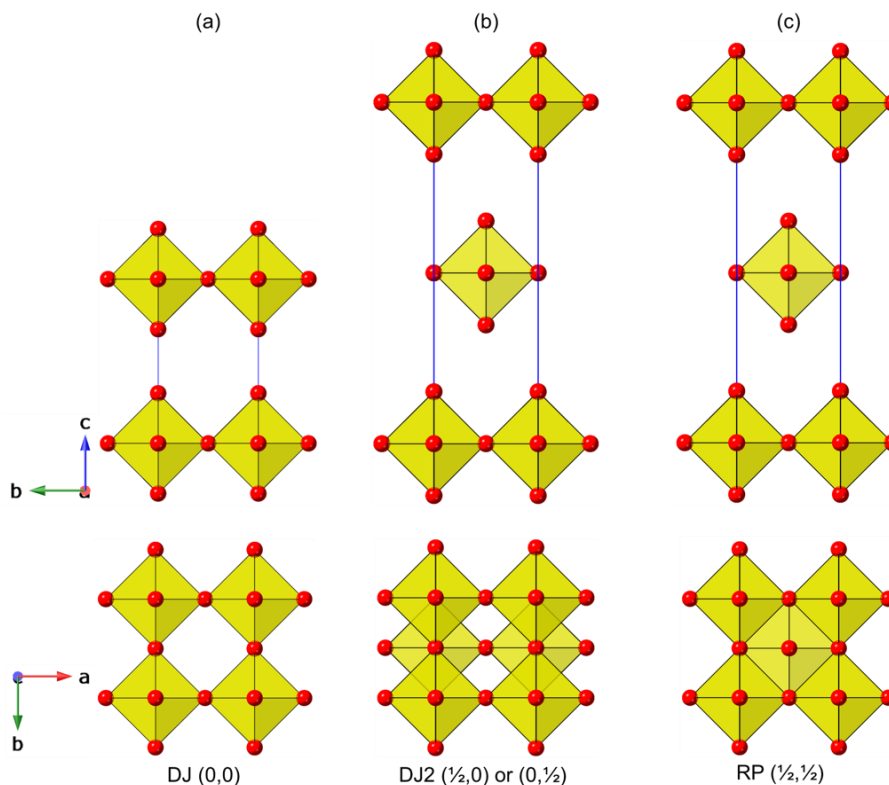 (a)
(b)
(c)
c
b
a
c
a
b
DJ (0,0)
DJ2 (½,0) or (0,½)
RP (½,½)